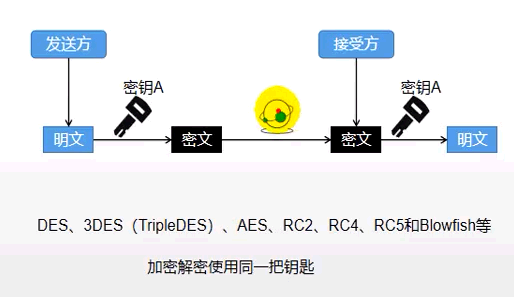 发送方
接受方
密钥A
密钥A
明文
密文
密文
明文
DES、3DES（TripleDES）、AES、RC2、RC4、RC5和Blowfish等
加密解密使用同一把钥匙